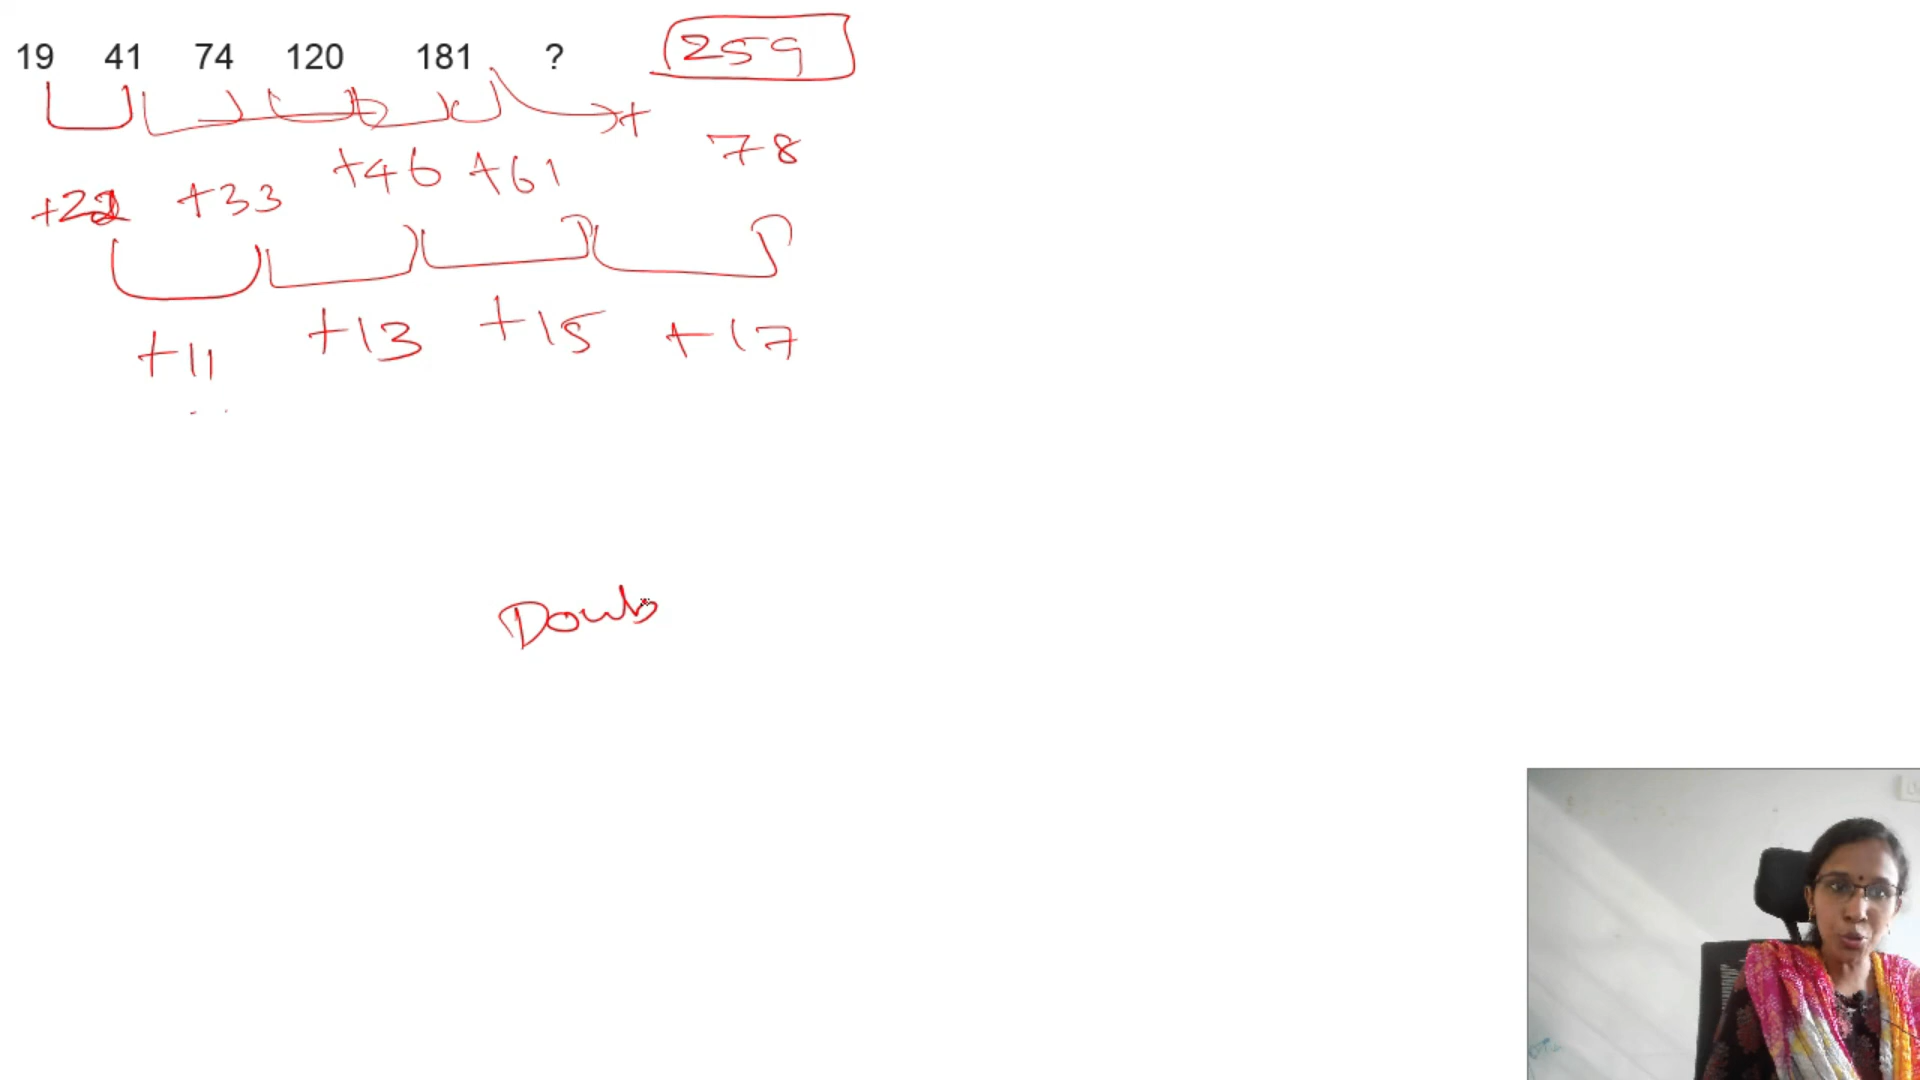 19 41 74 120 181 ? 259
+ 78
+22 +33 +46 +61
+11 +13 +15 +17
Doub